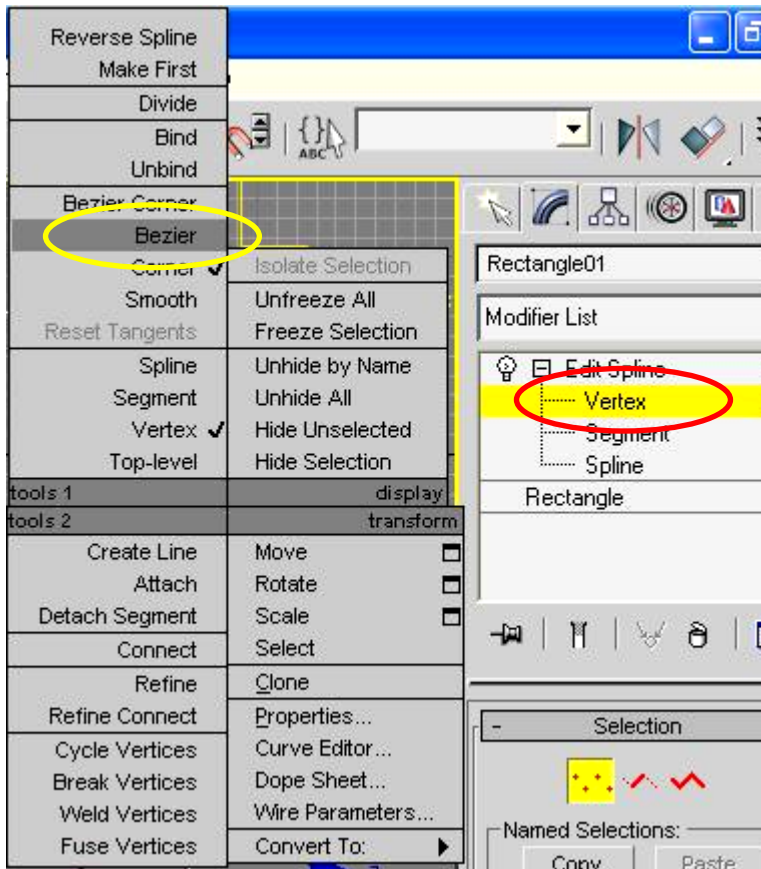 Reverse Spline
Make First
Divide
Bind
Unbind
Bezier Corner
Bezier
Corner
Smooth
Reset Tangents
Spline
Segment
Vertex
Top-level
tools 1
Isolate Selection
Unfreeze All
Freeze Selection
Unhide by Name
Unhide All
Hide Unselected
Hide Selection
display
tools 2
Create Line
Attach
Detach Segment
Connect
Refine
Refine Connect
Cycle Vertices
Break Vertices
Weld Vertices
Fuse Vertices
transform
Move
Rotate
Scale
Select
Clone
Properties...
Curve Editor...
Dope Sheet...
Wire Parameters...
Convert To:
{} ABC
Rectangle01
Modifier List
Edit Spline
Vertex
Segment
Spline
Rectangle
- Selection
Named Selections:
Copy Paste